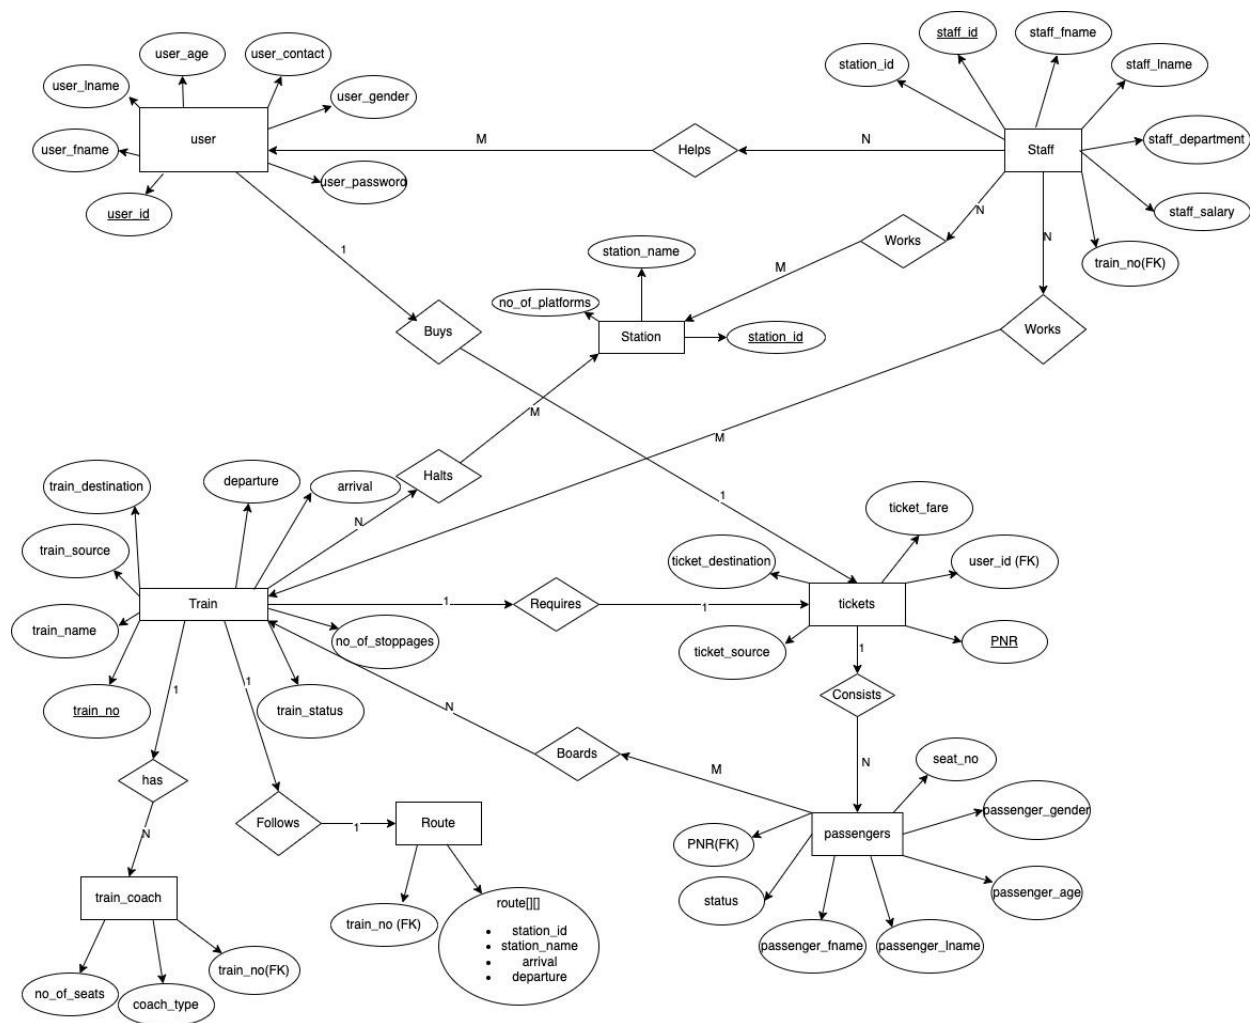 user_age
user_contact
user_lname
user_gender
user
user_fname
user_password
user_id
staff_id
staff_fname
station_id
staff_lname
Staff
staff_department
staff_salary
train_no(FK)
M
Helps
N
N
Works
M
N
Works
M
1
Buys
1
station_name
no_of_platforms
Station
station_id
M
Halts
N
train_destination
departure
arrival
train_source
Train
train_name
no_of_stoppages
train_no
train_status
1
Requires
1
ticket_fare
ticket_destination
user_id (FK)
tickets
ticket_source
PNR
1
Consists
N
N
Boards
M
seat_no
passenger_gender
passengers
PNR(FK)
passenger_age
status
passenger_fname
passenger_lname
1
has
N
train_coach
no_of_seats
coach_type
train_no(FK)
1
Follows
1
Route
train_no (FK)
route[][]
• station_id
• station_name
• arrival
• departure